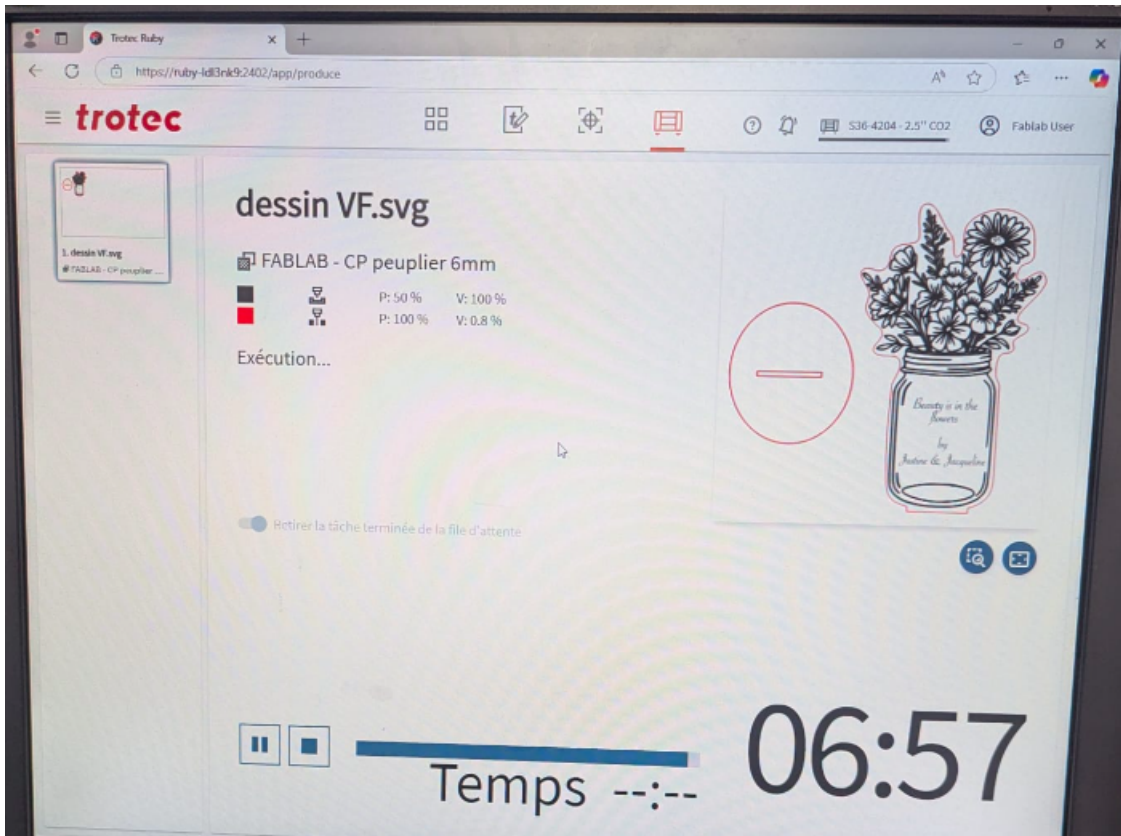 Trotec Ruby
https://ruby-ldl3nk9:2402/app/produce
trotec
S36-4204 - 2.5" CO2
Fablab User
1. dessin VF.svg
FABLAB - CP peuplier ...
dessin VF.svg
FABLAB - CP peuplier 6mm
P: 50 %
V: 100 %
P: 100 %
V: 0.8 %
Exécution...
Beauty is in the
flowers
by
Justine & Jacqueline
Retirer la tâche terminée de la file d'attente
06:57
Temps --:--